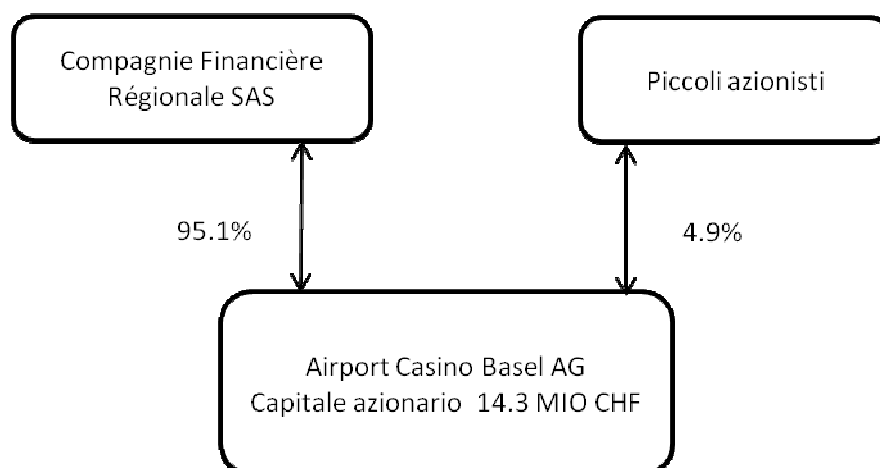 Compagnie Financière
Régionale SAS
Piccoli azionisti
95.1%
4.9%
Airport Casino Basel AG
Capitale azionario 14.3 MIO CHF